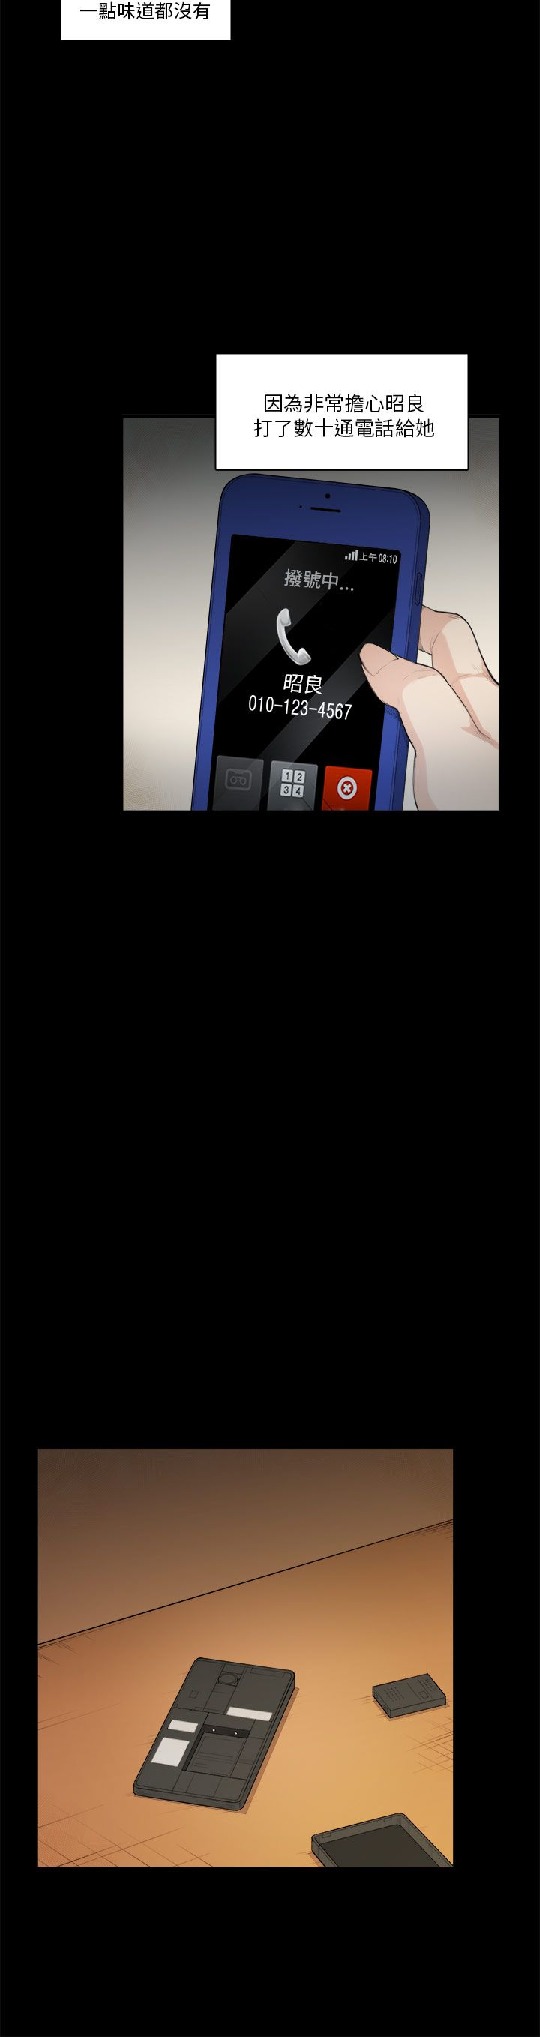 一點味道都沒有
因為非常擔心昭良
打了數十通電話給她
上午 08:10
撥號中...
昭良
010-123-4567
1 2
3 4